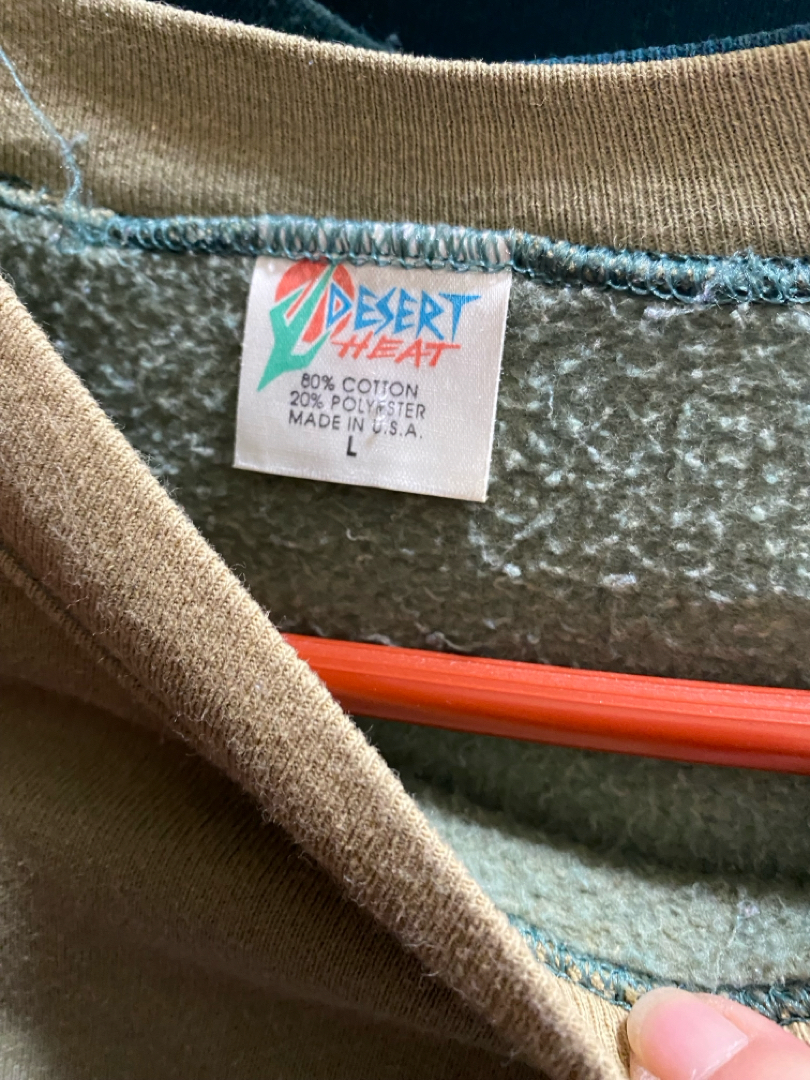 DESERT
HEAT
80% COTTON
20% POLYESTER
MADE IN U.S.A.
L